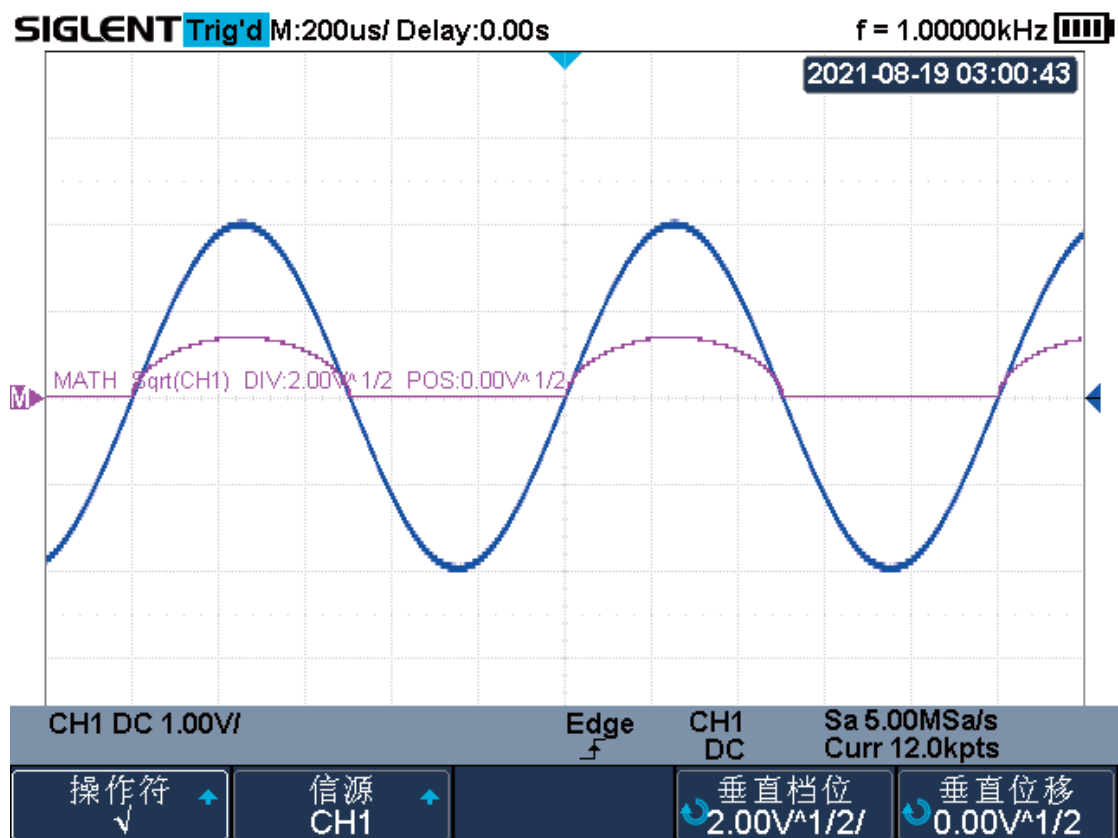 SIGLENT Trig'd M:200us/ Delay:0.00s f = 1.00000kHz
2021-08-19 03:00:43
MATH Sqrt(CH1) DIV:2.00V^1/2 POS:0.00V^1/2
M
CH1 DC 1.00V/ Edge CH1 Sa 5.00MSa/s
DC Curr 12.0kpts
操作符 信源 垂直档位 垂直位移
√ CH1 2.00V^1/2/ 0.00V^1/2